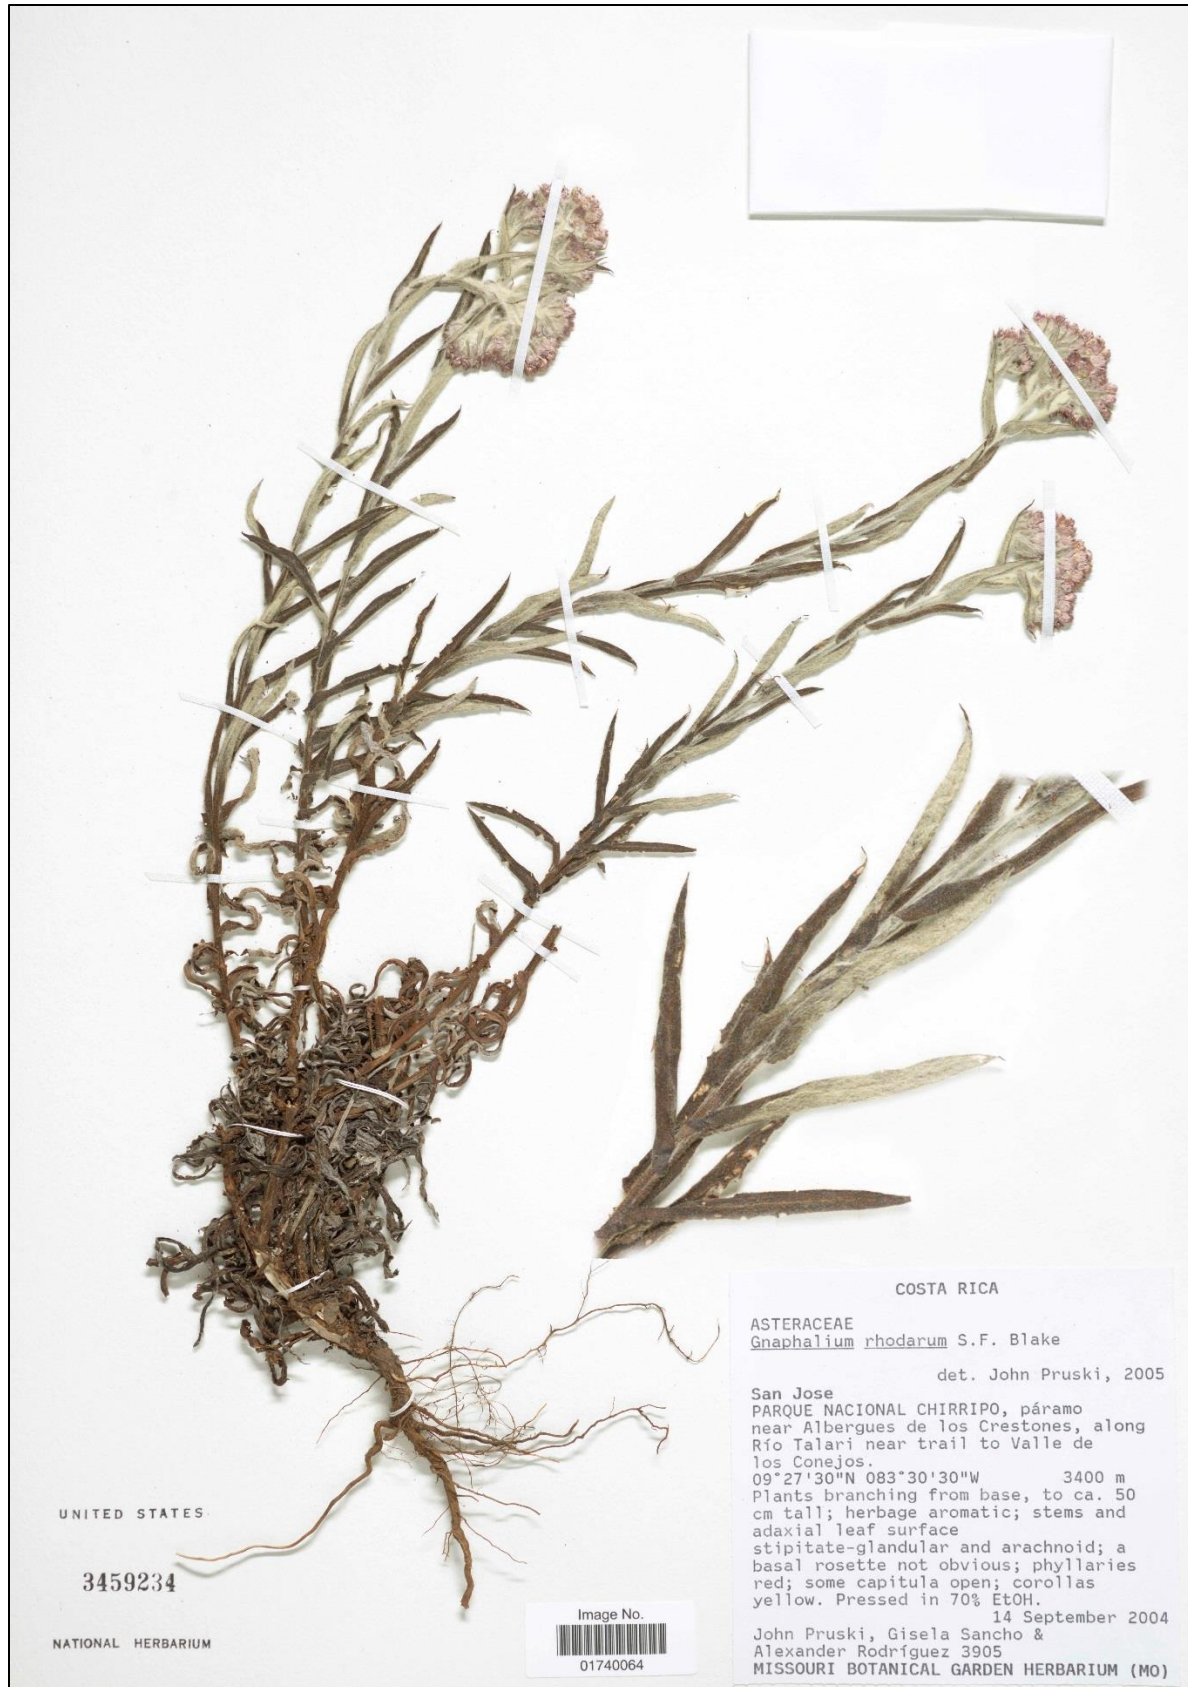 COSTA RICA
ASTERACEAE
Gnaphalium rhodarum S.F. Blake
det. John Pruski, 2005
San Jose
PARQUE NACIONAL CHIRRIPO, páramo
near Albergues de los Crestones, along
Río Talari near trail to Valle de
los Conejos.
09°27'30"N 083°30'30"W 3400 m
Plants branching from base, to ca. 50
cm tall; herbage aromatic; stems and
adaxial leaf surface
stipitate-glandular and arachnoid; a
basal rosette not obvious; phyllaries
red; some capitula open; corollas
yellow. Pressed in 70% EtOH.
14 September 2004
John Pruski, Gisela Sancho &
Alexander Rodríguez 3905
MISSOURI BOTANICAL GARDEN HERBARIUM (MO)
UNITED STATES
3459234
NATIONAL HERBARIUM
Image No.
01740064